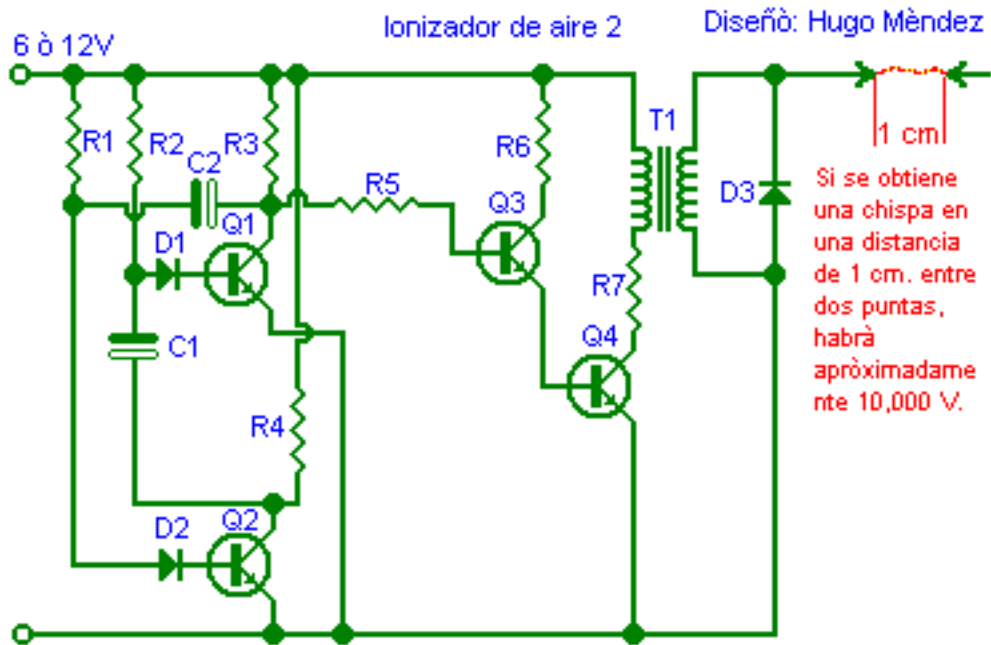 Ionizador de aire 2
Diseñò: Hugo Mèndez
6 ò 12V
R1
R2
R3
C2
R5
R6
T1
1 cm
D3
Si se obtiene
una chispa en
una distancia
de 1 cm. entre
dos puntas,
habrà
apròximadame
nte 10,000 V.
D1
Q1
Q3
R7
C1
Q4
R4
D2
Q2